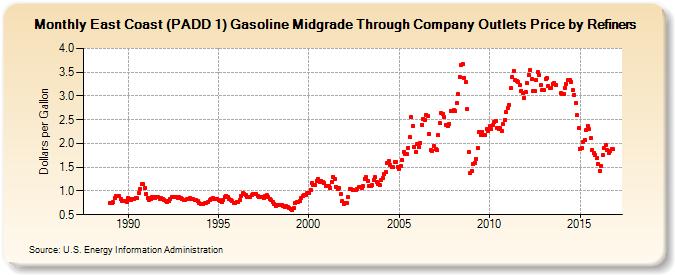 Monthly East Coast (PADD 1) Gasoline Midgrade Through Company Outlets Price by Refiners
Dollars per Gallon
4.0
3.5
3.0
2.5
2.0
1.5
1.0
0.5
1990 1995 2000 2005 2010 2015
Source: U.S. Energy Information Administration